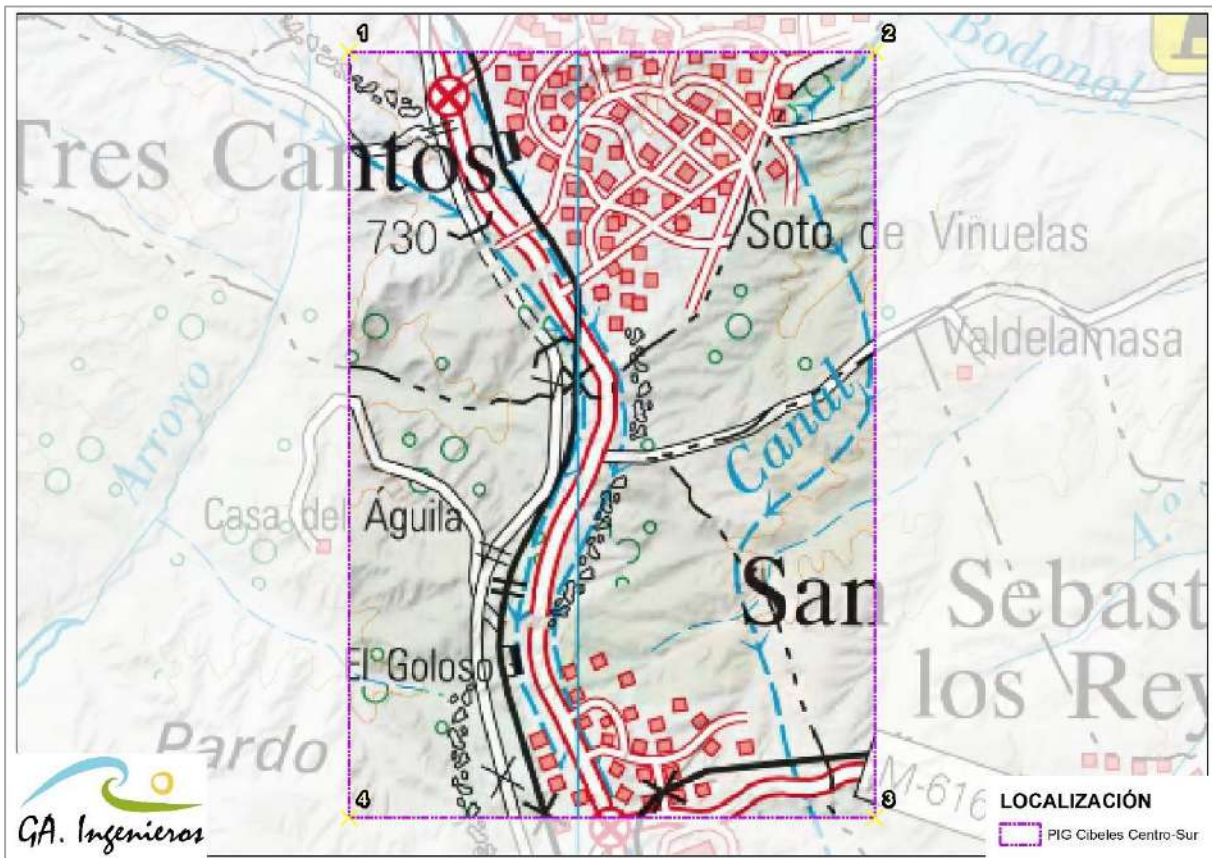 1
2
Bodonal
Tres Cantos
730
Soto de Viñuelas
Valdelamasa
Arroyo
Canal
Casa del Águila
A.º
San Sebast
los Rey
El Goloso
Pardo
M-616
4
3
GA. Ingenieros
LOCALIZACIÓN
PIG Cibeles Centro-Sur